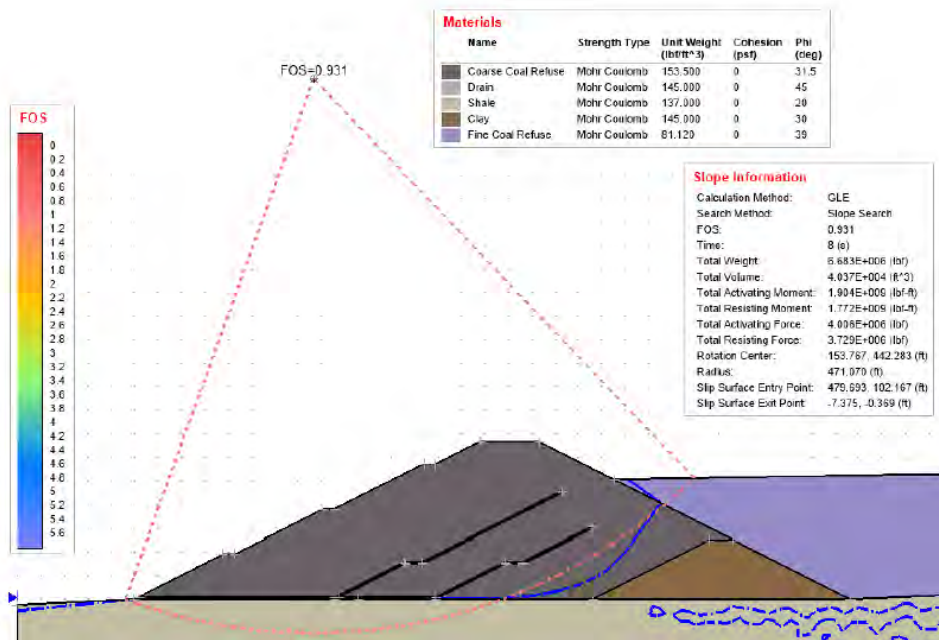 Materials
Name Strength Type Unit Weight (lbf/ft^3) Cohesion (psf) Phi (deg)
Coarse Coal Refuse Mohr Coulomb 153.500 0 31.5
Drain Mohr Coulomb 145.000 0 45
Shale Mohr Coulomb 137.000 0 20
Clay Mohr Coulomb 145.000 0 30
Fine Coal Refuse Mohr Coulomb 81.120 0 39
FOS=0.931
FOS
0
0.2
0.4
0.6
0.8
1
1.2
1.4
1.6
1.8
2
2.2
2.4
2.6
2.8
3
3.2
3.4
3.6
3.8
4
4.2
4.4
4.6
4.8
5
5.2
5.4
5.6
Slope Information
Calculation Method: GLE
Search Method: Slope Search
FOS: 0.931
Time: 8 (s)
Total Weight: 6.683E+006 (lbf)
Total Volume: 4.037E+004 (ft^3)
Total Activating Moment: 1.904E+009 (lbf-ft)
Total Resisting Moment: 1.772E+009 (lbf-ft)
Total Activating Force: 4.006E+006 (lbf)
Total Resisting Force: 3.729E+006 (lbf)
Rotation Center: 153.767, 442.283 (ft)
Radius: 471.070 (ft)
Slip Surface Entry Point: 479.693, 102.167 (ft)
Slip Surface Exit Point: -7.375, -0.369 (ft)